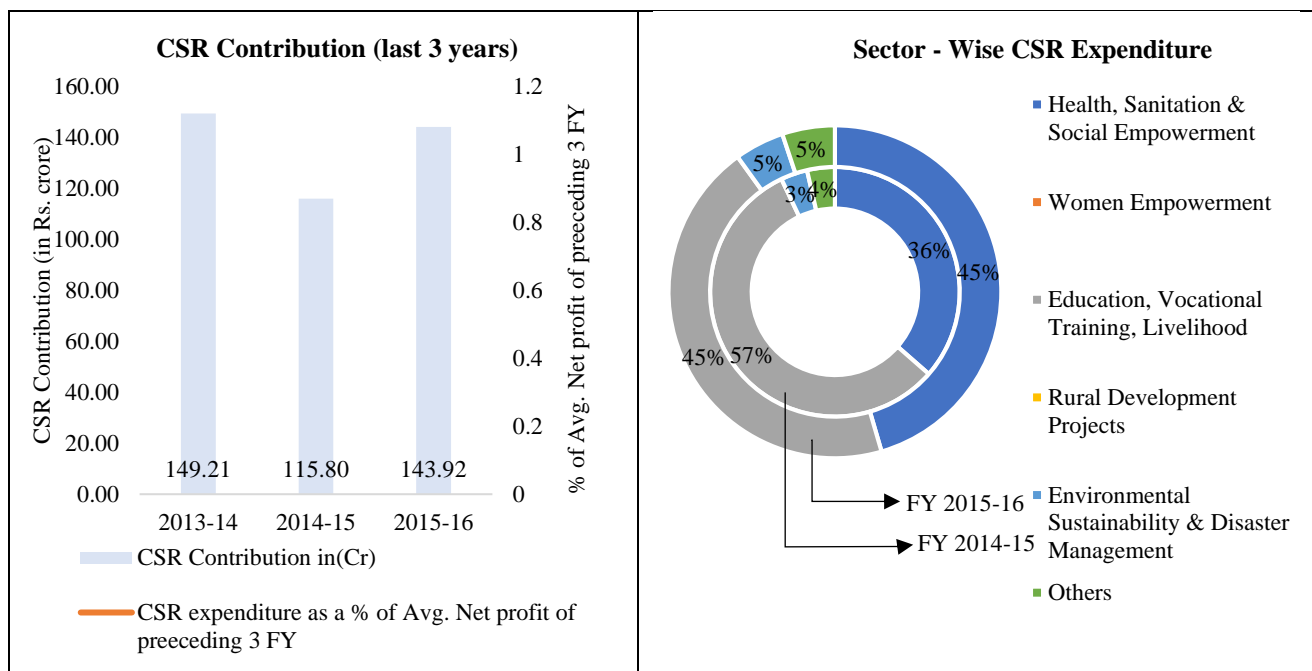 CSR Contribution (last 3 years)
CSR Contribution (in Rs. crore)
160.00
140.00
120.00
100.00
80.00
60.00
40.00
20.00
0.00
1.2
1
0.8
0.6
0.4
0.2
0
% of Avg. Net profit of preeceding 3 FY
149.21
115.80
143.92
2013-14
2014-15
2015-16
CSR Contribution in(Cr)
CSR expenditure as a % of Avg. Net profit of
preeceding 3 FY
Sector - Wise CSR Expenditure
5%
5%
3%
4%
36%
45%
45%
57%
FY 2015-16
FY 2014-15
Health, Sanitation &
Social Empowerment
Women Empowerment
Education, Vocational
Training, Livelihood
Rural Development
Projects
Environmental
Sustainability & Disaster
Management
Others